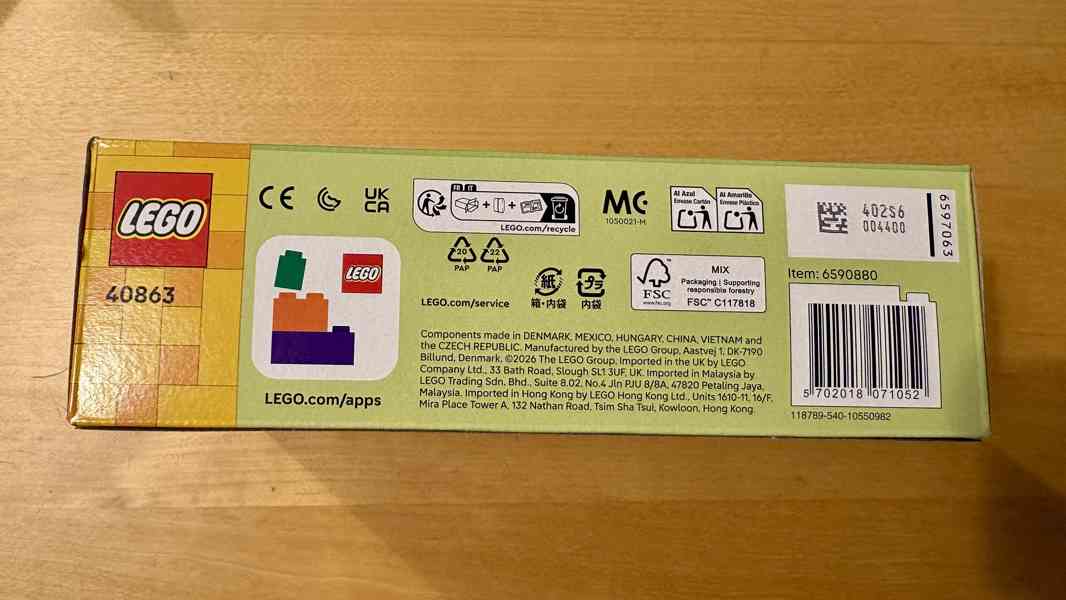 LEGO
40863
CE
UK
CA
FR IT
LEGO.com/recycle
MC
1050021-M
Al Azul
Envase Cartón
Al Amarillo
Envase Plástico
402S6
004400
6597063
LEGO
LEGO.com/apps
20
PAP
22
PAP
LEGO.com/service
紙
箱・内袋
プラ
内袋
FSC
www.fsc.org
MIX
Packaging | Supporting
responsible forestry
FSC™ C117818
Item: 6590880
5 702018 071052
118789-540-10550982
Components made in DENMARK, MEXICO, HUNGARY, CHINA, VIETNAM and
the CZECH REPUBLIC. Manufactured by the LEGO Group, Aastvej 1, DK-7190
Billund, Denmark. ©2026 The LEGO Group. Imported in the UK by LEGO
Company Ltd., 33 Bath Road, Slough SL1 3UF, UK. Imported in Malaysia by
LEGO Trading Sdn. Bhd., Suite 8.02, No.4 Jln PJU 8/8A, 47820 Petaling Jaya,
Malaysia. Imported in Hong Kong by LEGO Hong Kong Ltd., Units 1610-11, 16/F,
Mira Place Tower A, 132 Nathan Road, Tsim Sha Tsui, Kowloon, Hong Kong.